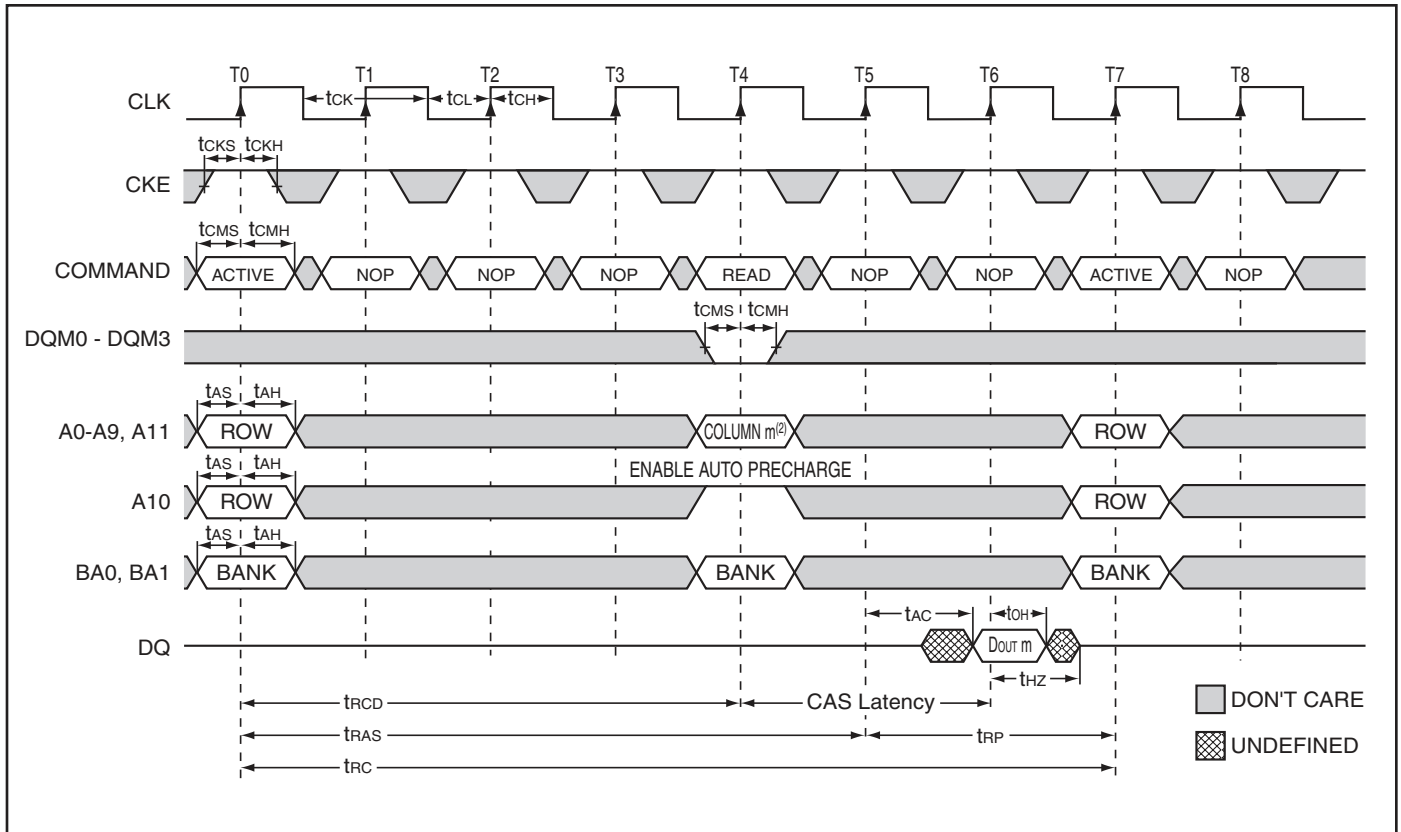 T0 T1 T2 T3 T4 T5 T6 T7 T8
CLK tCK tCL tCH
tCKS tCKH
CKE
tCMS tCMH
COMMAND ACTIVE NOP NOP NOP READ NOP NOP ACTIVE NOP
tCMS tCMH
DQM0 - DQM3
tAS tAH
A0-A9, A11 ROW COLUMN m(2) ROW
tAS tAH ENABLE AUTO PRECHARGE
A10 ROW ROW
tAS tAH
BA0, BA1 BANK BANK BANK
tAC tOH
DQ DOUT m
tHZ
tRCD CAS Latency DON'T CARE
tRAS tRP
UNDEFINED
tRC